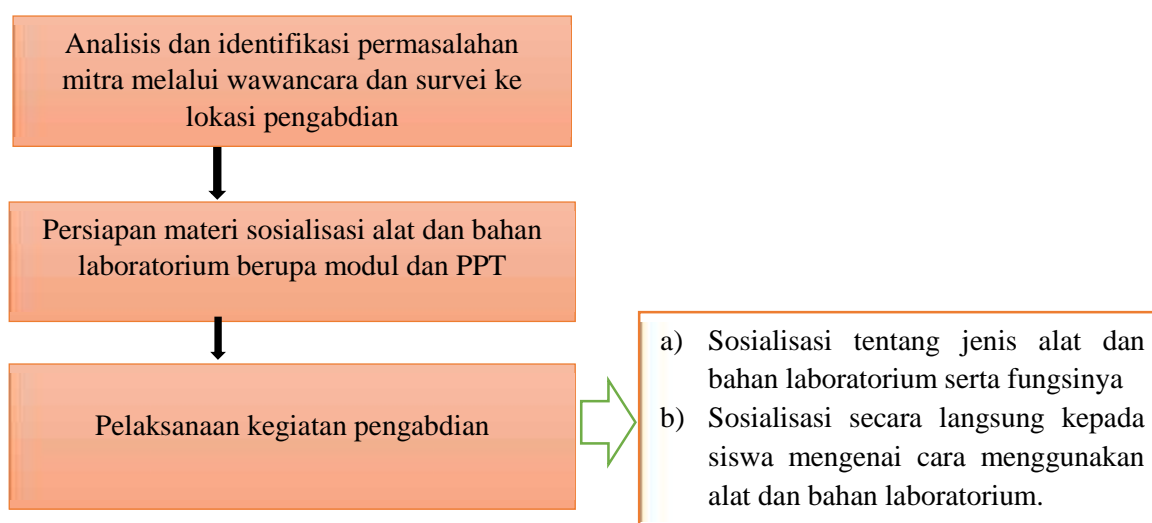 Analisis dan identifikasi permasalahan
mitra melalui wawancara dan survei ke
lokasi pengabdian
Persiapan materi sosialisasi alat dan bahan
laboratorium berupa modul dan PPT
Pelaksanaan kegiatan pengabdian
a) Sosialisasi tentang jenis alat dan
bahan laboratorium serta fungsinya
b) Sosialisasi secara langsung kepada
siswa mengenai cara menggunakan
alat dan bahan laboratorium.